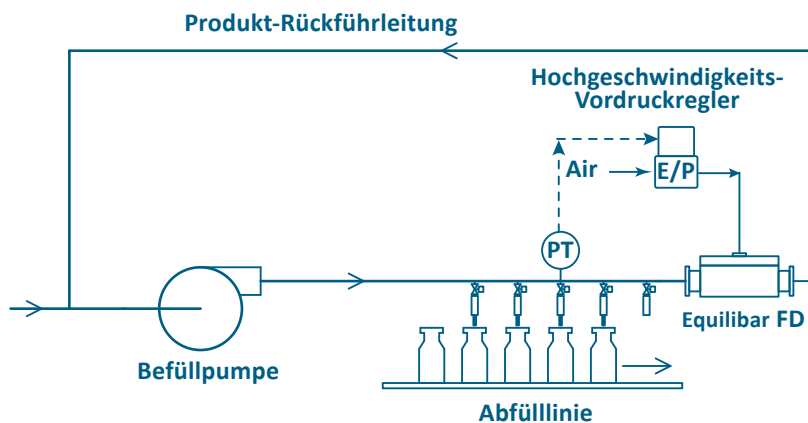 Produkt-Rückführleitung
Hochgeschwindigkeits-
Vordruckregler
Air
E/P
PT
Equilibar FD
Befüllpumpe
Abfülllinie